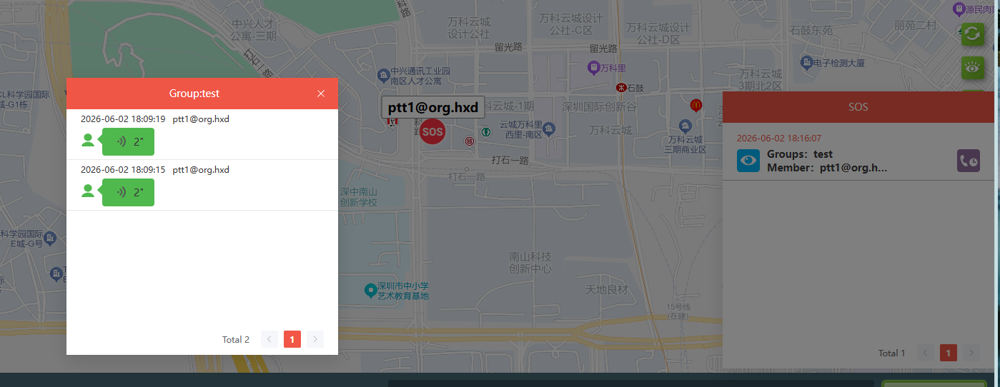 中兴人才
公寓-三期
万科云城
设计公社
万科云城设计
公社-C区
万科云城设计
公社-D区
石鼓东苑
丽苑二村
源民肉
留光路
留光路
打石二路
中兴通讯工业园
南区人才公寓
万科里
石鼓
电子检测大厦
万科云城
3期北2区
CL科学园国际
城-G1栋
Group:test
2026-06-02 18:09:19 ptt1@org.hxd
2"
2026-06-02 18:09:15 ptt1@org.hxd
2"
Total 2
1
ptt1@org.hxd
SOS
科云城-1期
深圳国际创新谷
云城万科里
西里-南区
万科云城
万科云城
三期商业区
打石一路
打石一路
深中南山
创新学校
科学园国际
E城-G号
南山科技
创新中心
深圳市中小学
艺术教育基地
天地良材
15号线
(在建)
SOS
2026-06-02 18:16:07
Groups：test
Member：ptt1@org.h...
Total 1
1